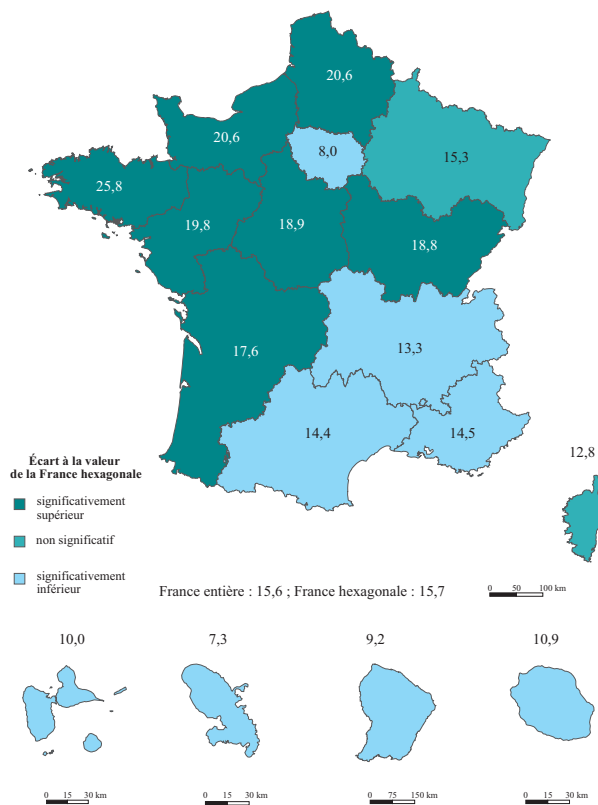 20,6
20,6
8,0
15,3
25,8
19,8
18,9
18,8
17,6
13,3
14,4
14,5
12,8
Écart à la valeur
de la France hexagonale
significativement
supérieur
non significatif
significativement
inférieur
France entière : 15,6 ; France hexagonale : 15,7
0 50 100 km
10,0
7,3
9,2
10,9
0 15 30 km
0 15 30 km
0 75 150 km
0 15 30 km